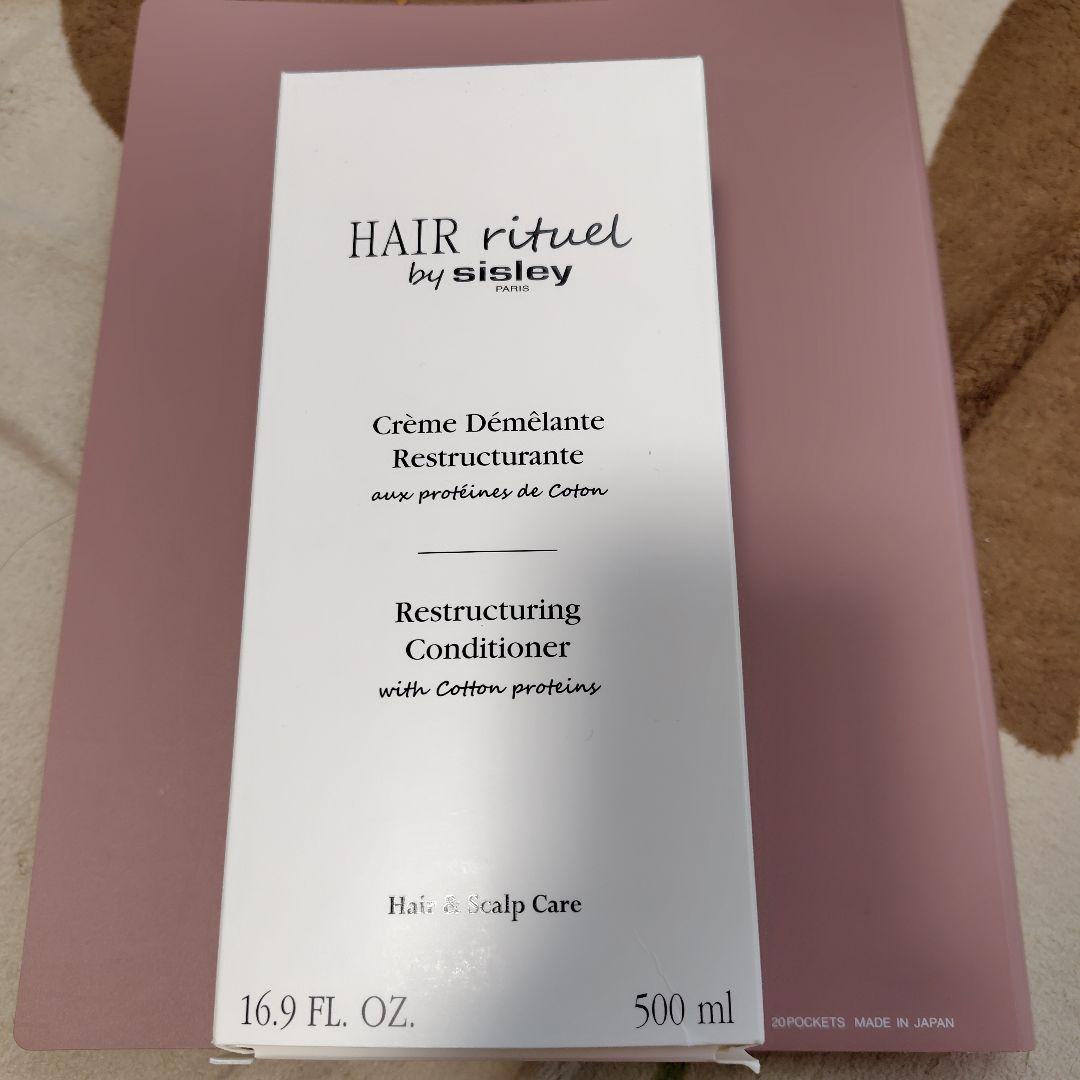 HAIR rituel
by sisley
PARIS
Crème Démêlante
Restructurante
aux protéines de Coton
Restructuring
Conditioner
with Cotton proteins
Hair & Scalp Care
16.9 FL. OZ. 500 ml
20POCKETS MADE IN JAPAN